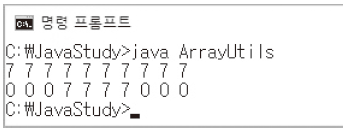 명령 프롬프트
C:₩JavaStudy>java ArrayUtils
7 7 7 7 7 7 7 7 7 7
0 0 0 7 7 7 7 0 0 0
C:₩JavaStudy>